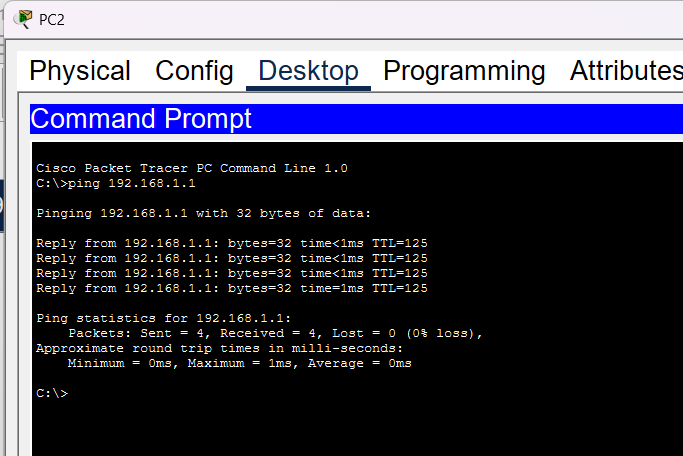 PC2
Physical Config Desktop Programming Attributes
Command Prompt
Cisco Packet Tracer PC Command Line 1.0
C:\>ping 192.168.1.1
Pinging 192.168.1.1 with 32 bytes of data:
Reply from 192.168.1.1: bytes=32 time<1ms TTL=125
Reply from 192.168.1.1: bytes=32 time<1ms TTL=125
Reply from 192.168.1.1: bytes=32 time<1ms TTL=125
Reply from 192.168.1.1: bytes=32 time=1ms TTL=125
Ping statistics for 192.168.1.1:
Packets: Sent = 4, Received = 4, Lost = 0 (0% loss),
Approximate round trip times in milli-seconds:
Minimum = 0ms, Maximum = 1ms, Average = 0ms
C:\>